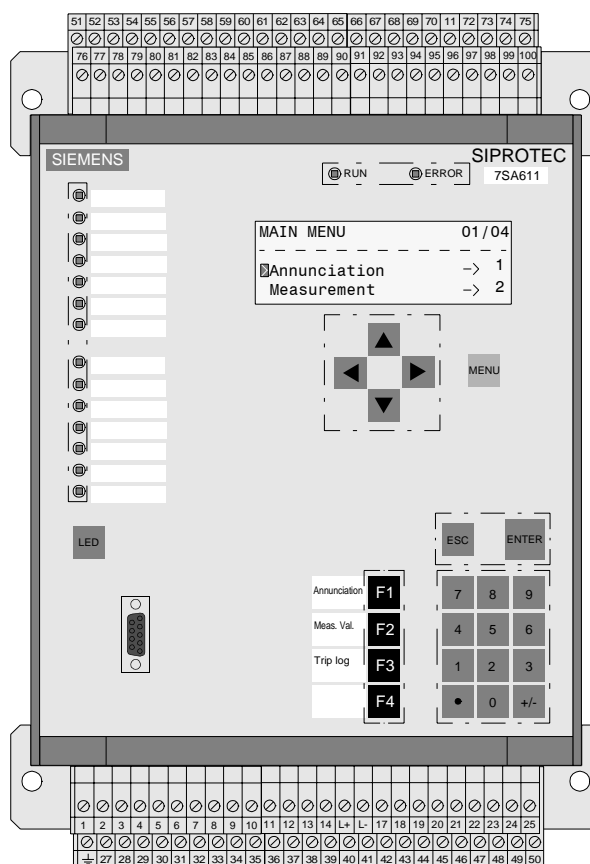 51 52 53 54 55 56 57 58 59 60 61 62 63 64 65 66 67 68 69 70 11 72 73 74 75
76 77 78 79 80 81 82 83 84 85 86 87 88 89 90 91 92 93 94 95 96 97 98 99 100
SIEMENS
SIPROTEC
RUN ERROR 7SA611
MAIN MENU 01/04
Annunciation –> 1
Measurement –> 2
MENU
LED
ESC ENTER
Annunciation F1 7 8 9
Meas. Val. F2 4 5 6
Trip log F3 1 2 3
F4 • 0 +/-
1 2 3 4 5 6 7 8 9 10 11 12 13 14 L+ L- 17 18 19 20 21 22 23 24 25
27 28 29 30 31 32 33 34 35 36 37 38 39 40 41 42 43 44 45 46 47 48 49 50